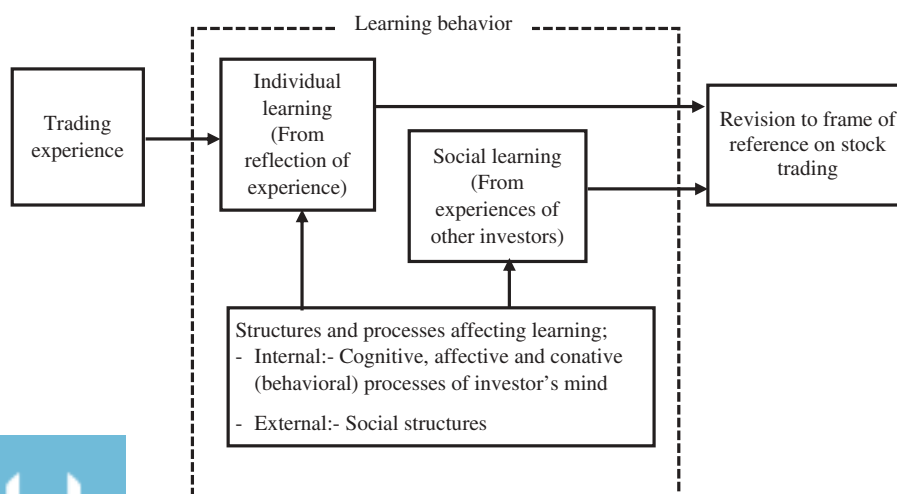 Learning behavior
Trading
experience
Individual
learning
(From
reflection of
experience)
Social learning
(From
experiences of
other investors)
Revision to frame of
reference on stock
trading
Structures and processes affecting learning;
- Internal:- Cognitive, affective and conative
(behavioral) processes of investor’s mind
- External:- Social structures